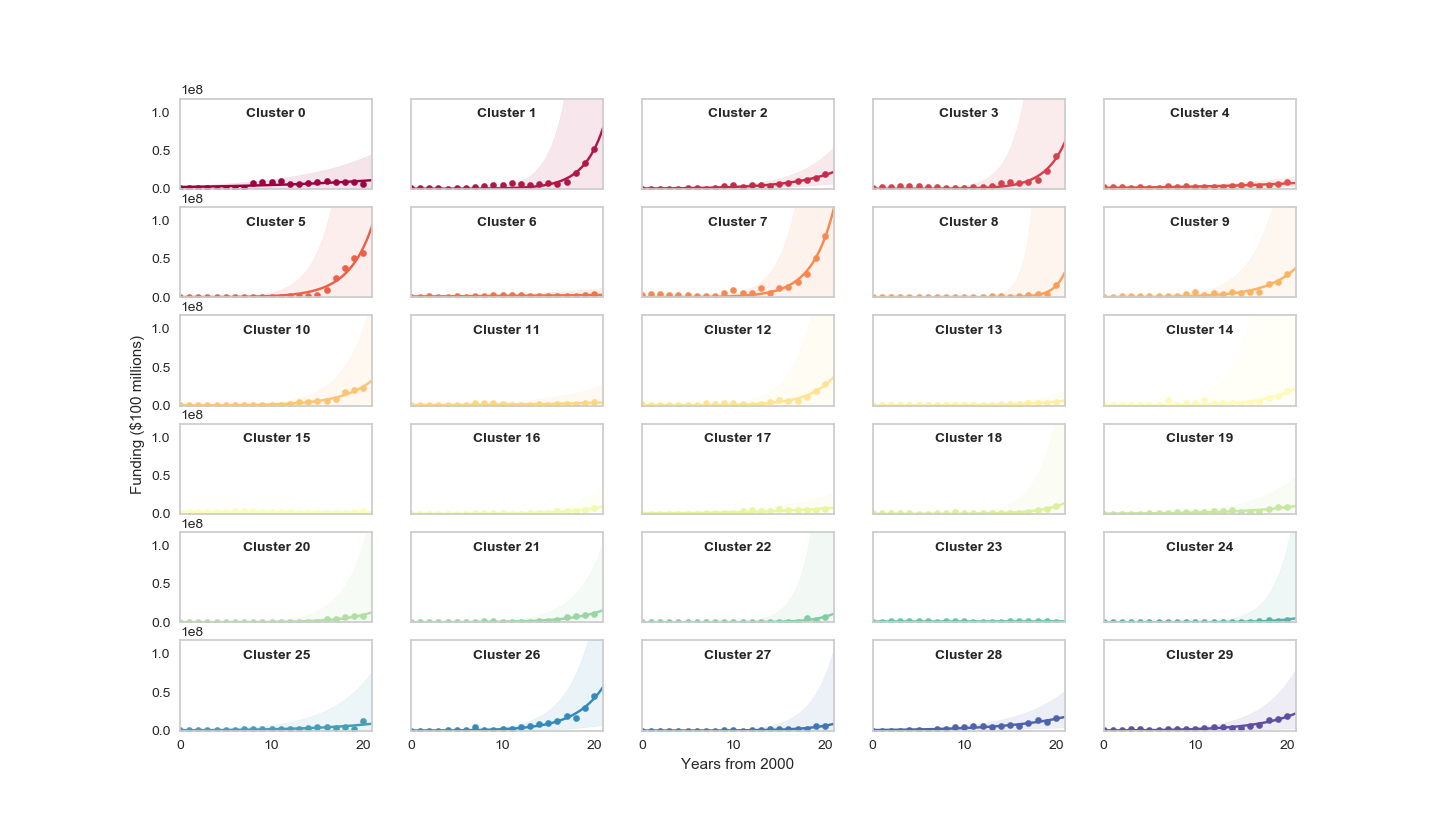 1e8
1.0
0.5
0.0
Cluster 0
Cluster 1
Cluster 2
Cluster 3
Cluster 4
1e8
1.0
0.5
0.0
Cluster 5
Cluster 6
Cluster 7
Cluster 8
Cluster 9
1e8
1.0
0.5
0.0
Cluster 10
Cluster 11
Cluster 12
Cluster 13
Cluster 14
Funding ($100 millions)
1e8
1.0
0.5
0.0
Cluster 15
Cluster 16
Cluster 17
Cluster 18
Cluster 19
1e8
1.0
0.5
0.0
Cluster 20
Cluster 21
Cluster 22
Cluster 23
Cluster 24
1e8
1.0
0.5
0.0
Cluster 25
Cluster 26
Cluster 27
Cluster 28
Cluster 29
0 10 20
0 10 20
0 10 20
0 10 20
0 10 20
Years from 2000